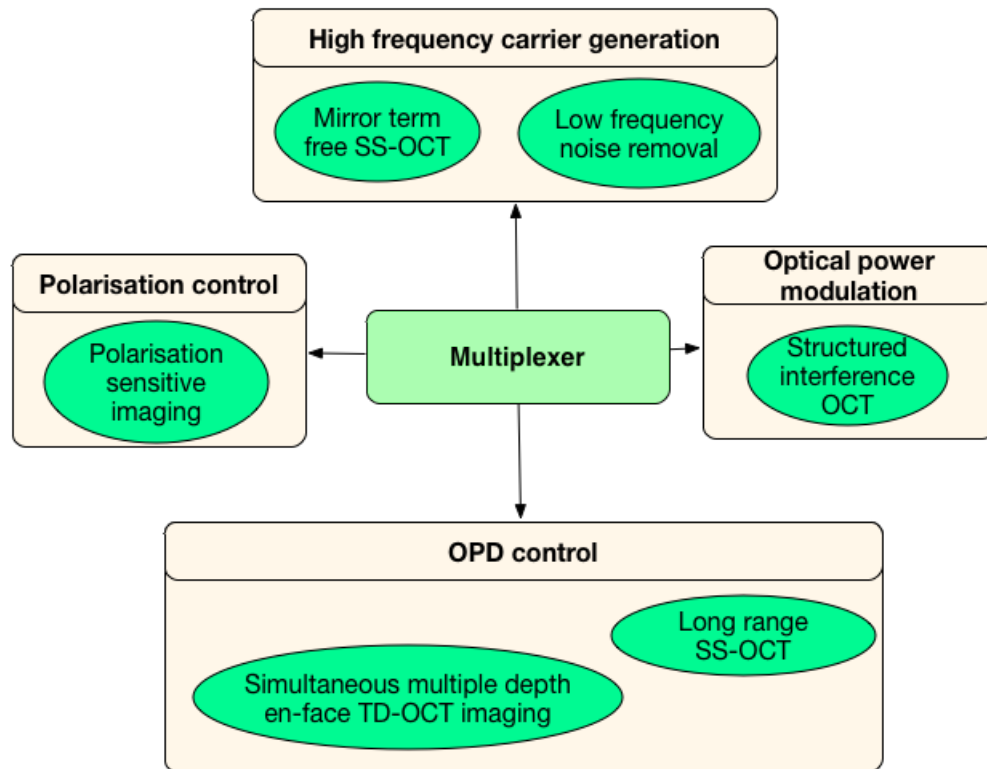 High frequency carrier generation
Mirror term
free SS-OCT
Low frequency
noise removal
Polarisation control
Polarisation
sensitive
imaging
Multiplexer
Optical power
modulation
Structured
interference
OCT
OPD control
Long range
SS-OCT
Simultaneous multiple depth
en-face TD-OCT imaging